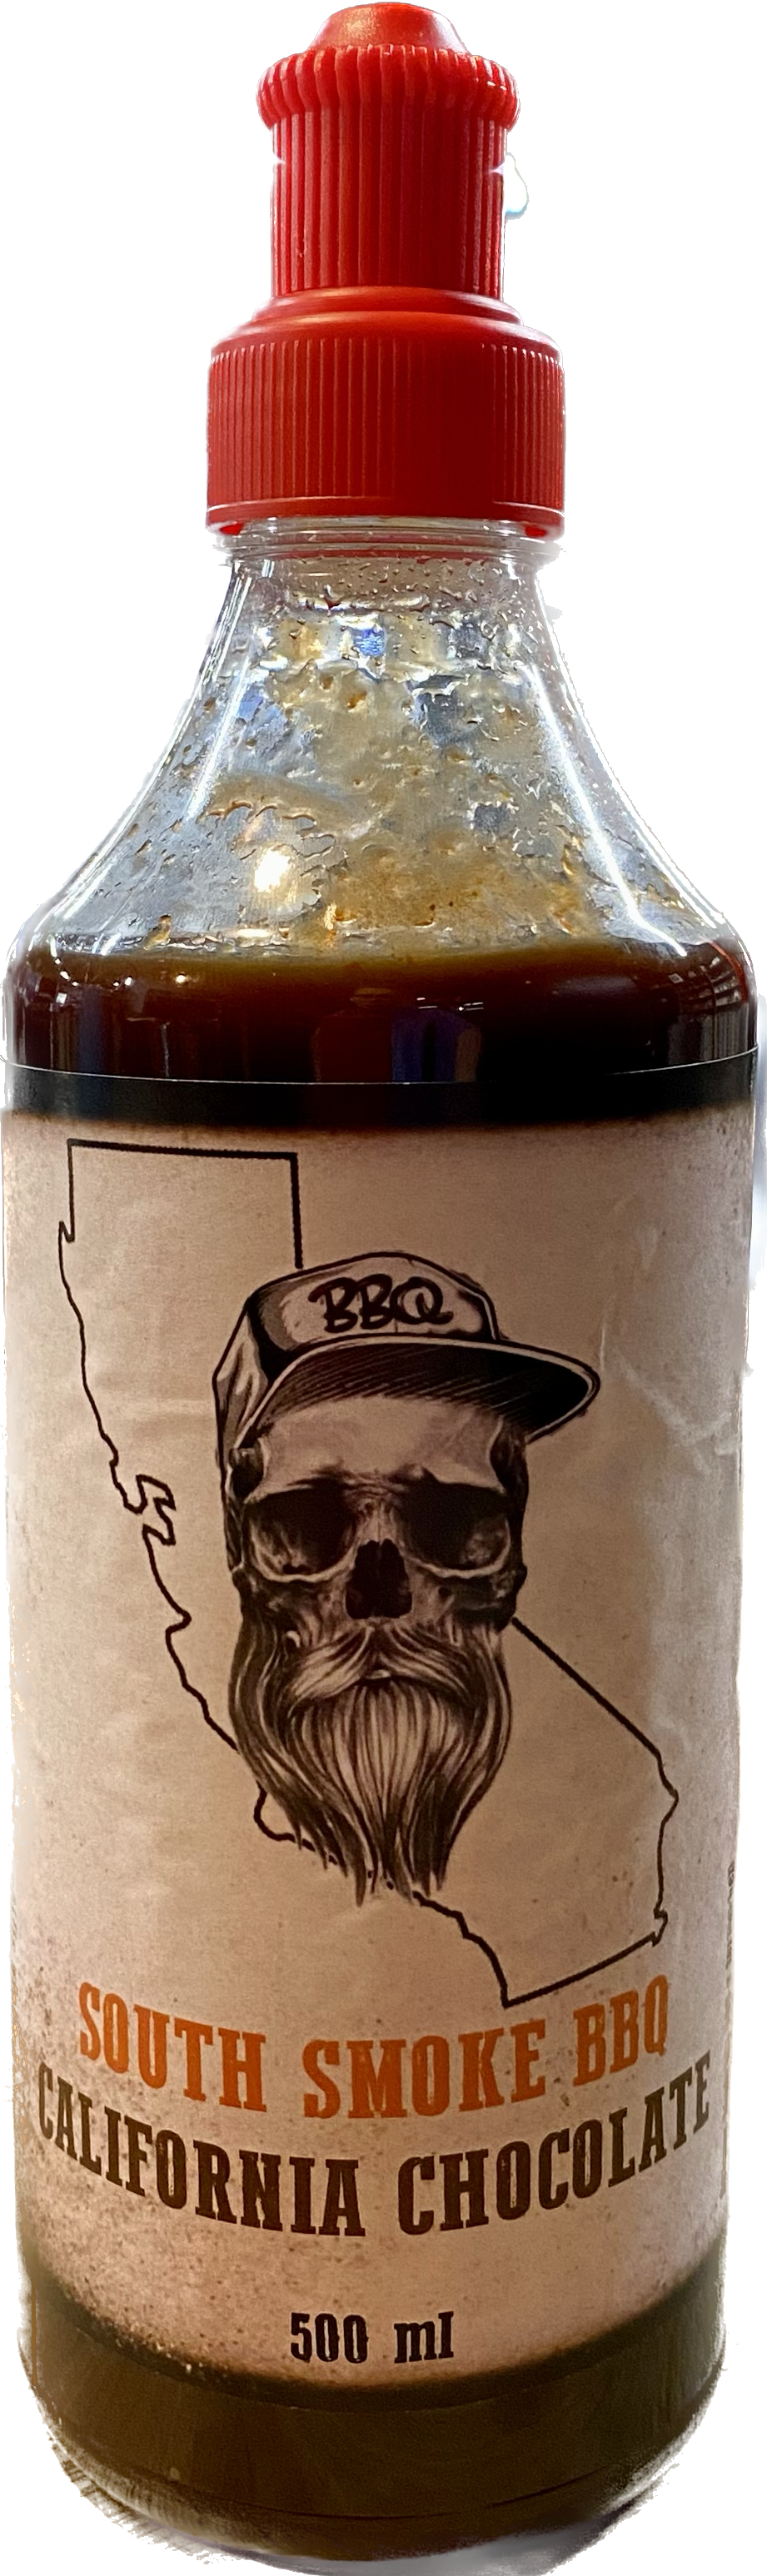 BBQ
SOUTH SMOKE BBQ
CALIFORNIA CHOCOLATE
500 ml